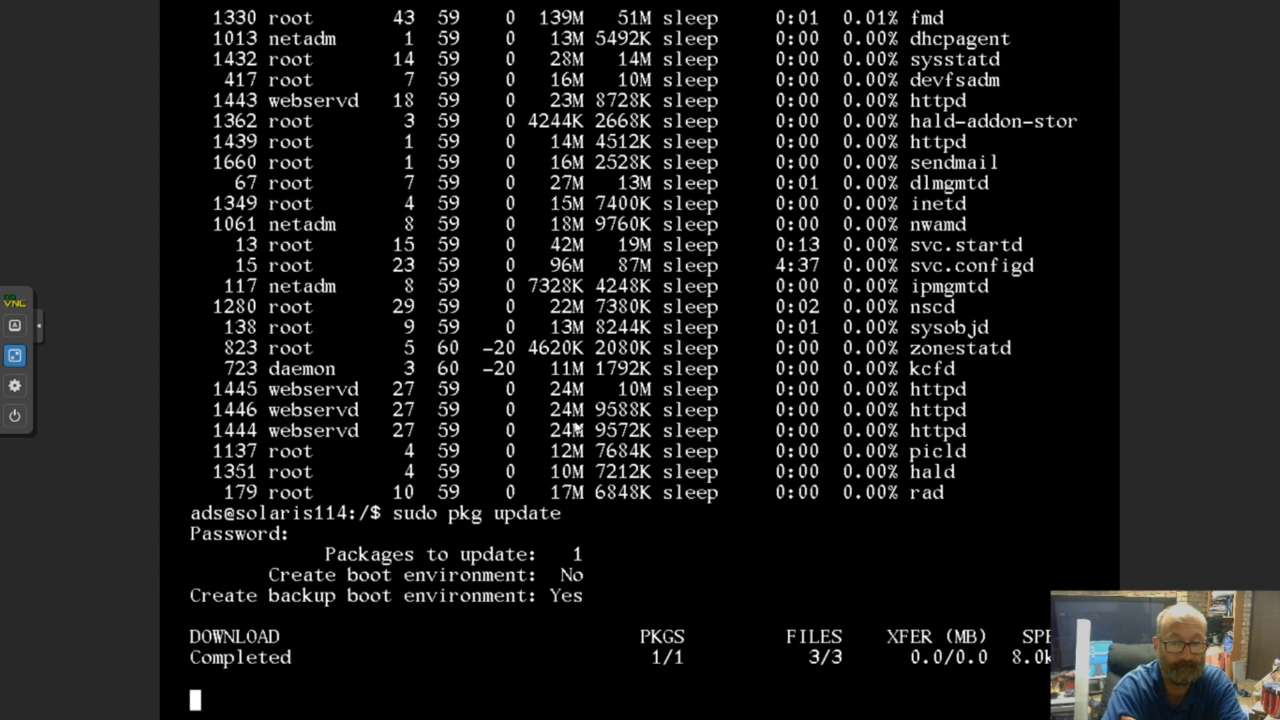 1330 root 43 59 0 139M 51M sleep 0:01 0.01% fmd
1013 netadm 1 59 0 13M 5492K sleep 0:00 0.00% dhcpagent
1432 root 14 59 0 28M 14M sleep 0:00 0.00% sysstatd
417 root 7 59 0 16M 10M sleep 0:00 0.00% devfsadm
1443 webservd 18 59 0 23M 8728K sleep 0:00 0.00% httpd
1362 root 3 59 0 4244K 2668K sleep 0:00 0.00% hald-addon-stor
1439 root 1 59 0 14M 4512K sleep 0:00 0.00% httpd
1660 root 1 59 0 16M 2528K sleep 0:00 0.00% sendmail
67 root 7 59 0 27M 13M sleep 0:01 0.00% dlmgmtd
1349 root 4 59 0 15M 7400K sleep 0:00 0.00% inetd
1061 netadm 8 59 0 18M 9760K sleep 0:00 0.00% nwamd
13 root 15 59 0 42M 19M sleep 0:13 0.00% svc.startd
15 root 23 59 0 96M 87M sleep 4:37 0.00% svc.configd
117 netadm 8 59 0 7328K 4248K sleep 0:00 0.00% ipmgmtd
1280 root 29 59 0 22M 7380K sleep 0:02 0.00% nscd
138 root 9 59 0 13M 8244K sleep 0:01 0.00% sysobjd
823 root 5 60 -20 4620K 2080K sleep 0:00 0.00% zonestatd
723 daemon 3 60 -20 11M 1792K sleep 0:00 0.00% kcfd
1445 webservd 27 59 0 24M 10M sleep 0:00 0.00% httpd
1446 webservd 27 59 0 24M 9588K sleep 0:00 0.00% httpd
1444 webservd 27 59 0 24M 9572K sleep 0:00 0.00% httpd
1137 root 4 59 0 12M 7684K sleep 0:00 0.00% picld
1351 root 4 59 0 10M 7212K sleep 0:00 0.00% hald
179 root 10 59 0 17M 6848K sleep 0:00 0.00% rad
ads@solaris114:/$ sudo pkg update
Password:
Packages to update: 1
Create boot environment: No
Create backup boot environment: Yes
DOWNLOAD PKGS FILES XFER (MB) SPE
Completed 1/1 3/3 0.0/0.0 8.0k
VNC
A